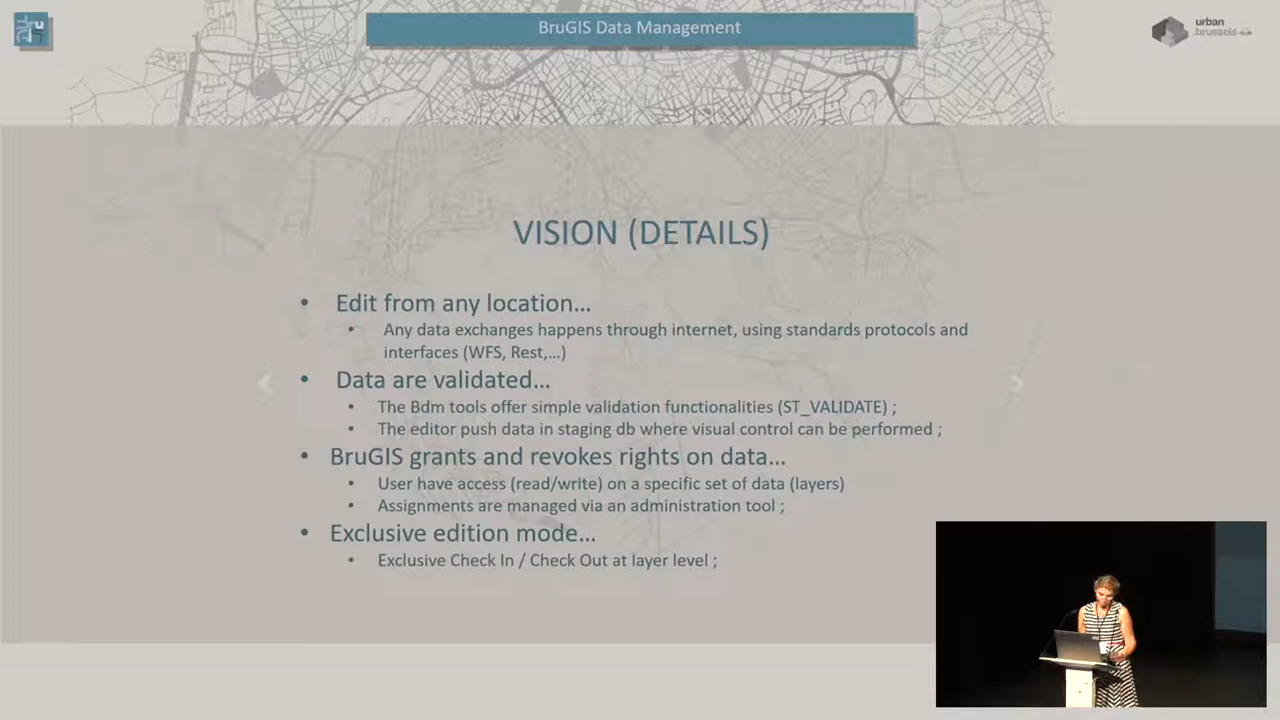 BruGIS Data Management
urban
.brussels
VISION (DETAILS)
• Edit from any location...
• Any data exchanges happens through internet, using standards protocols and
interfaces (WFS, Rest,...)
• Data are validated...
• The Bdm tools offer simple validation functionalities (ST_VALIDATE) ;
• The editor push data in staging db where visual control can be performed ;
• BruGIS grants and revokes rights on data...
• User have access (read/write) on a specific set of data (layers)
• Assignments are managed via an administration tool ;
• Exclusive edition mode...
• Exclusive Check In / Check Out at layer level ;